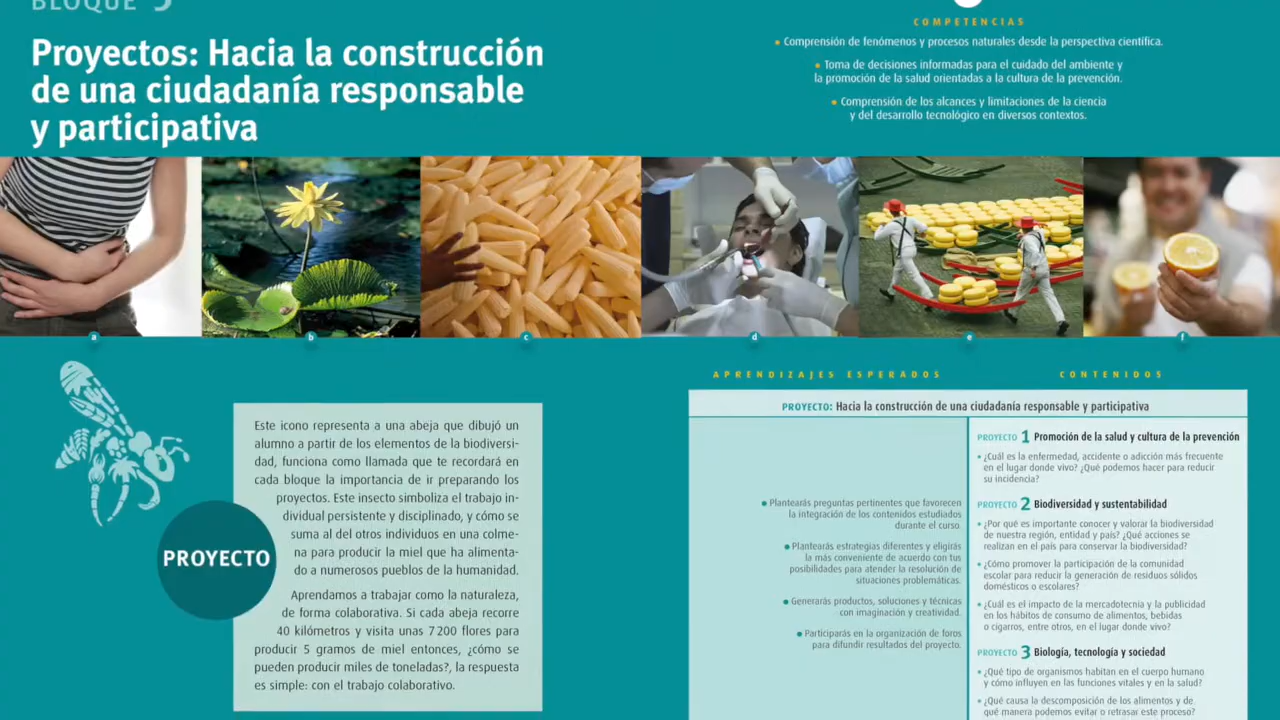 BLOQUE 5
Proyectos: Hacia la construcción
de una ciudadanía responsable
y participativa
COMPETENCIAS
• Comprensión de fenómenos y procesos naturales desde la perspectiva científica.
• Toma de decisiones informadas para el cuidado del ambiente y
la promoción de la salud orientadas a la cultura de la prevención.
• Comprensión de los alcances y limitaciones de la ciencia
y del desarrollo tecnológico en diversos contextos.
a
b
c
d
e
f
Este icono representa a una abeja que dibujó un
alumno a partir de los elementos de la biodiversi-
dad, funciona como llamada que te recordará en
cada bloque la importancia de ir preparando los
proyectos. Este insecto simboliza el trabajo in-
dividual persistente y disciplinado, y cómo se
suma al del otros individuos en una colme-
na para producir la miel que ha alimenta-
do a numerosos pueblos de la humanidad.
Aprendamos a trabajar como la naturaleza,
de forma colaborativa. Si cada abeja recorre
40 kilómetros y visita unas 7 200 flores para
producir 5 gramos de miel entonces, ¿cómo se
pueden producir miles de toneladas?, la respuesta
es simple: con el trabajo colaborativo.
PROYECTO
APRENDIZAJES ESPERADOS
CONTENIDOS
PROYECTO: Hacia la construcción de una ciudadanía responsable y participativa
• Plantearás preguntas pertinentes que favorecen
la integración de los contenidos estudiados
durante el curso.
• Plantearás estrategias diferentes y eligirás
la más conveniente de acuerdo con tus
posibilidades para atender la resolución de
situaciones problemáticas.
• Generarás productos, soluciones y técnicas
con imaginación y creatividad.
• Participarás en la organización de foros
para difundir resultados del proyecto.
PROYECTO 1 Promoción de la salud y cultura de la prevención
• ¿Cuál es la enfermedad, accidente o adicción más frecuente
en el lugar donde vivo? ¿Qué podemos hacer para reducir
su incidencia?
PROYECTO 2 Biodiversidad y sustentabilidad
• ¿Por qué es importante conocer y valorar la biodiversidad
de nuestra región, entidad y país? ¿Qué acciones se
realizan en el país para conservar la biodiversidad?
• ¿Cómo promover la participación de la comunidad
escolar para reducir la generación de residuos sólidos
domésticos o escolares?
• ¿Cuál es el impacto de la mercadotecnia y la publicidad
en los hábitos de consumo de alimentos, bebidas
o cigarros, entre otros, en el lugar donde vivo?
PROYECTO 3 Biología, tecnología y sociedad
• ¿Qué tipo de organismos habitan en el cuerpo humano
y cómo influyen en las funciones vitales y en la salud?
• ¿Qué causa la descomposición de los alimentos y de
qué manera podemos evitar o retrasar este proceso?